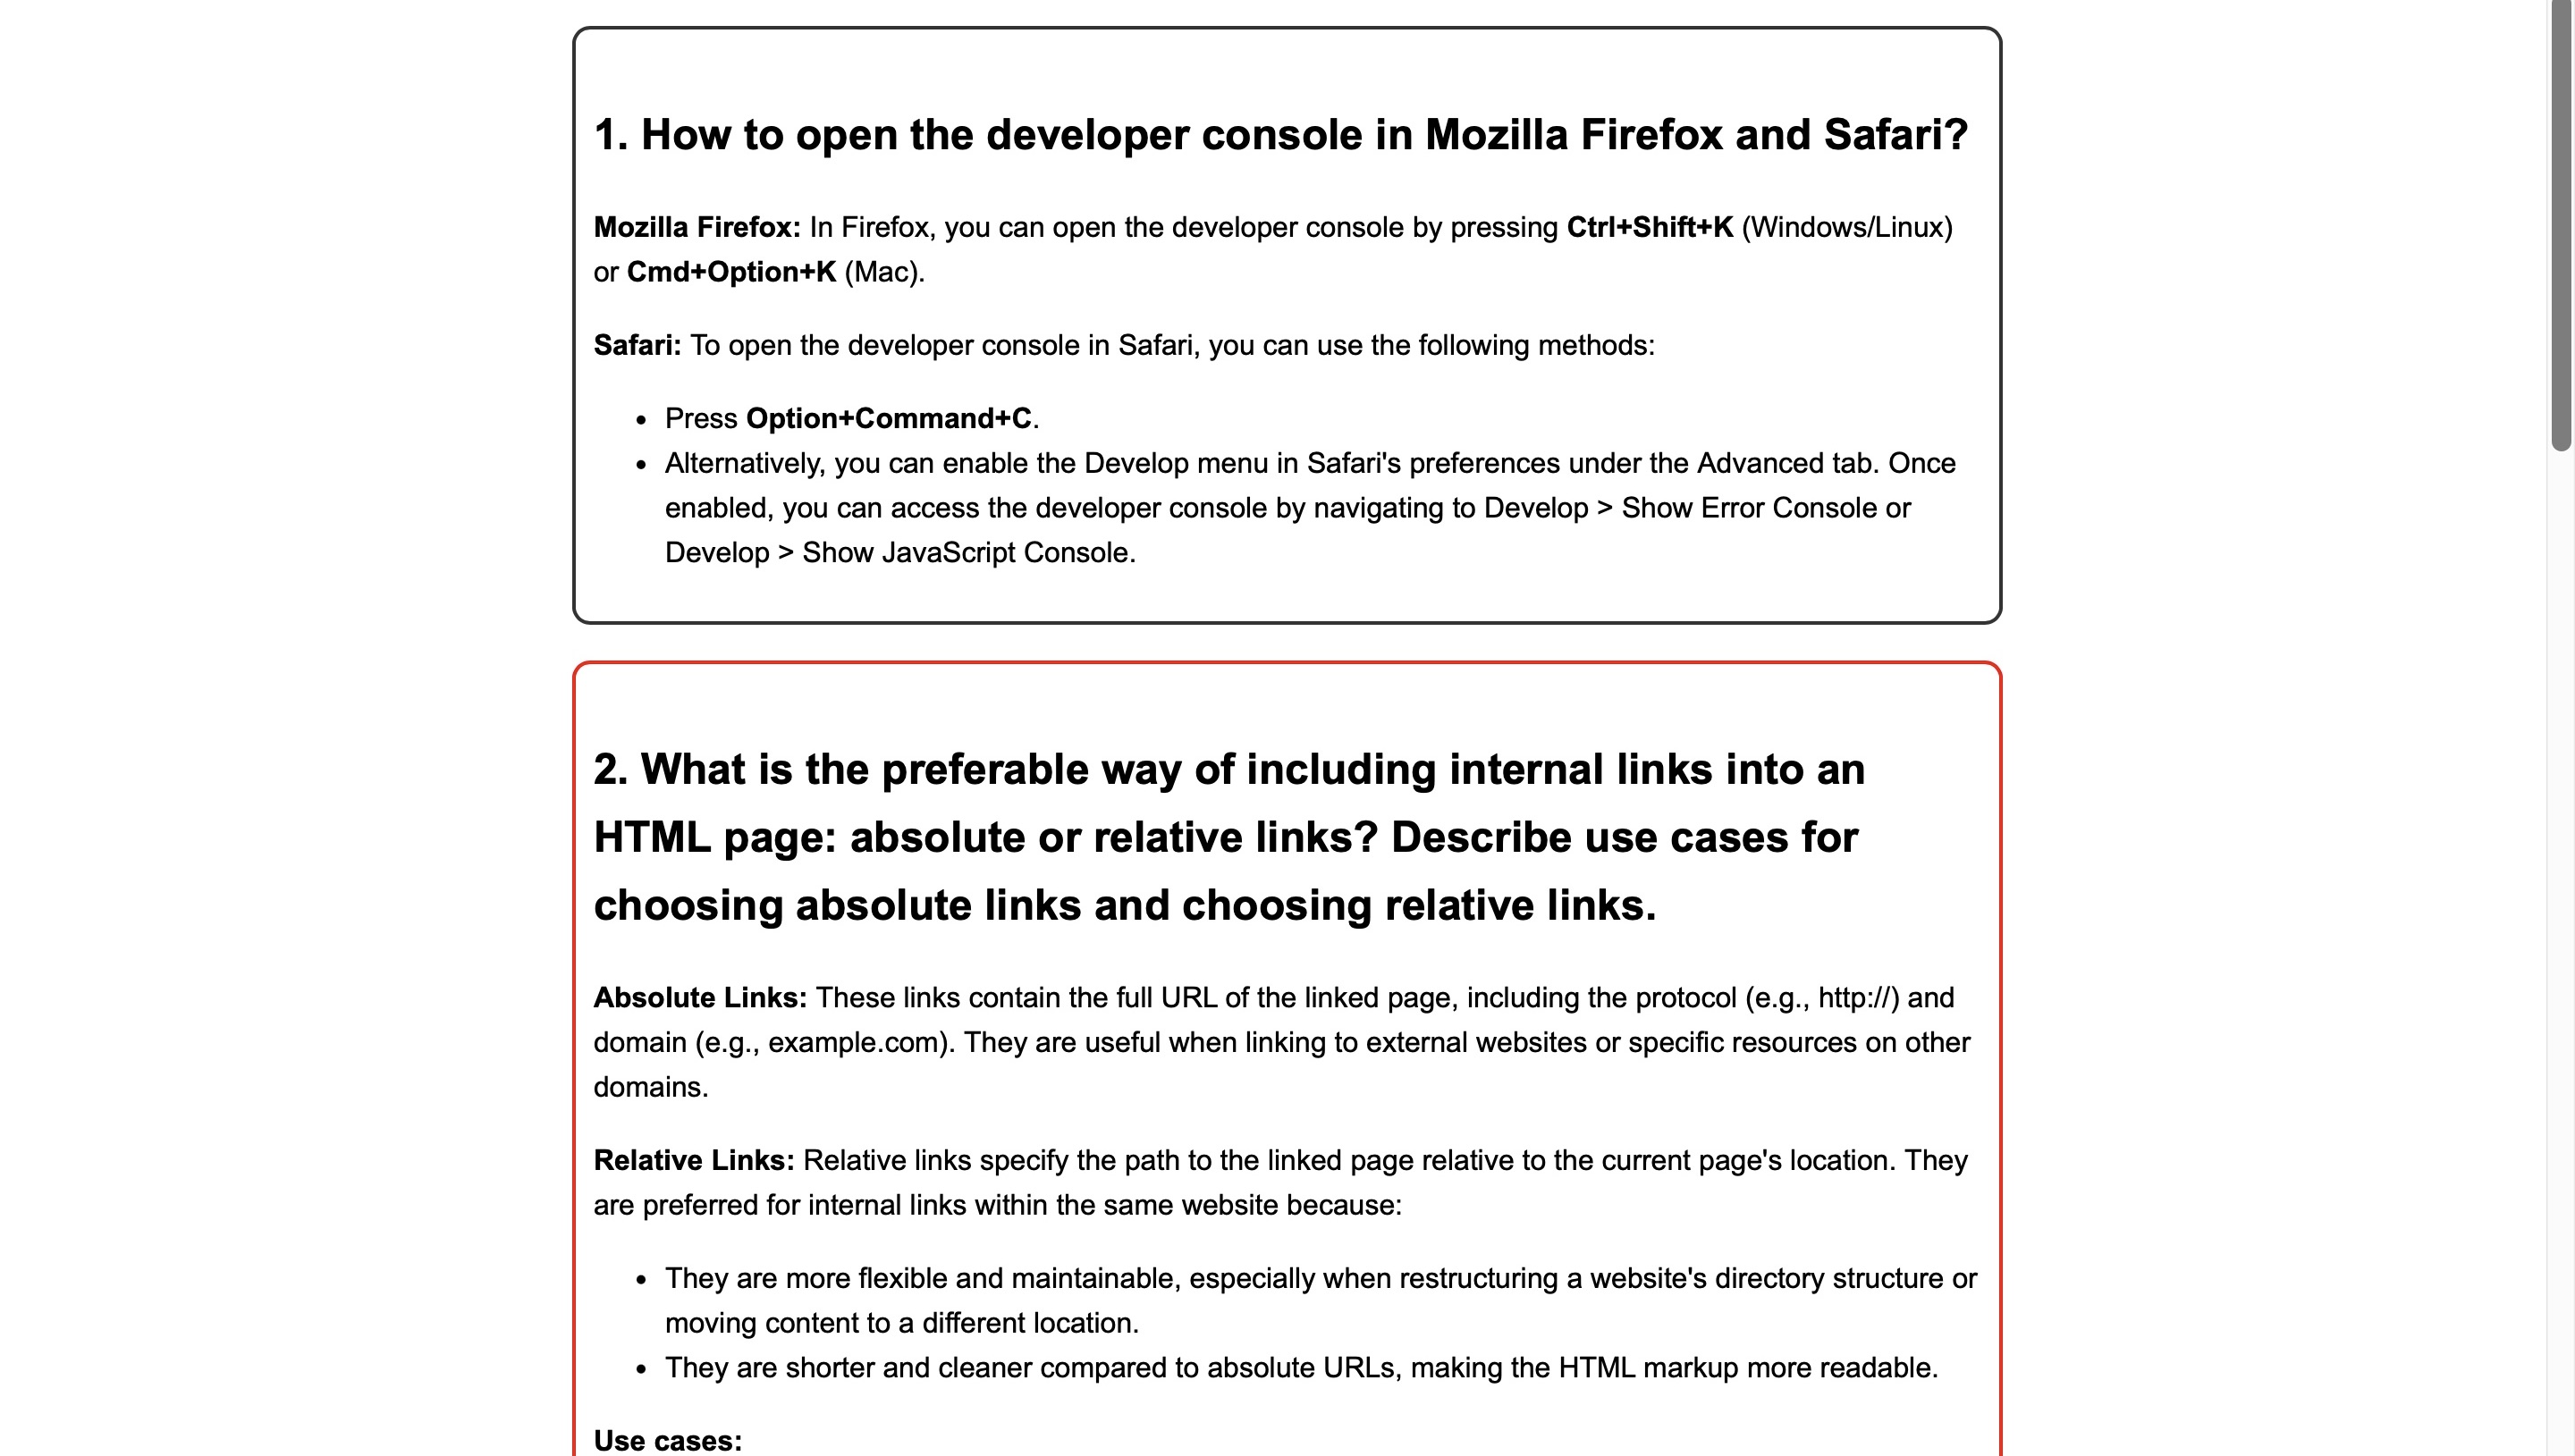 1. How to open the developer console in Mozilla Firefox and Safari?
Mozilla Firefox: In Firefox, you can open the developer console by pressing Ctrl+Shift+K (Windows/Linux)
or Cmd+Option+K (Mac).
Safari: To open the developer console in Safari, you can use the following methods:
• Press Option+Command+C.
• Alternatively, you can enable the Develop menu in Safari's preferences under the Advanced tab. Once
enabled, you can access the developer console by navigating to Develop > Show Error Console or
Develop > Show JavaScript Console.
2. What is the preferable way of including internal links into an
HTML page: absolute or relative links? Describe use cases for
choosing absolute links and choosing relative links.
Absolute Links: These links contain the full URL of the linked page, including the protocol (e.g., http://) and
domain (e.g., example.com). They are useful when linking to external websites or specific resources on other
domains.
Relative Links: Relative links specify the path to the linked page relative to the current page's location. They
are preferred for internal links within the same website because:
• They are more flexible and maintainable, especially when restructuring a website's directory structure or
moving content to a different location.
• They are shorter and cleaner compared to absolute URLs, making the HTML markup more readable.
Use cases: